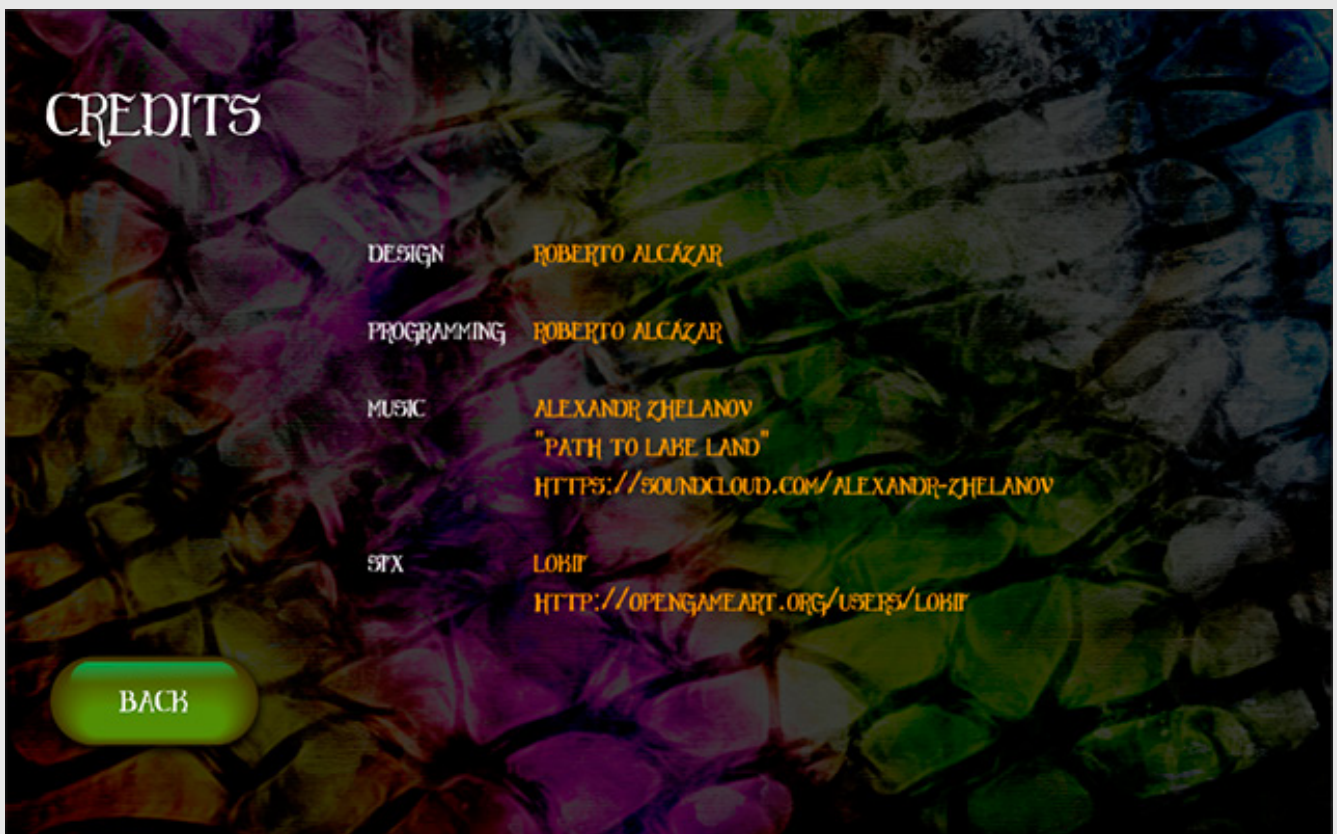 CREDITS
DESIGN ROBERTO ALCÁZAR
PROGRAMMING ROBERTO ALCÁZAR
MUSIC ALEXANDR ZHELANOV
"PATH TO LAKE LAND"
HTTPS://SOUNDCLOUD.COM/ALEXANDR-ZHELANOV
SFX LOKIF
HTTP://OPENGAMEART.ORG/USERS/LOKIF
BACK